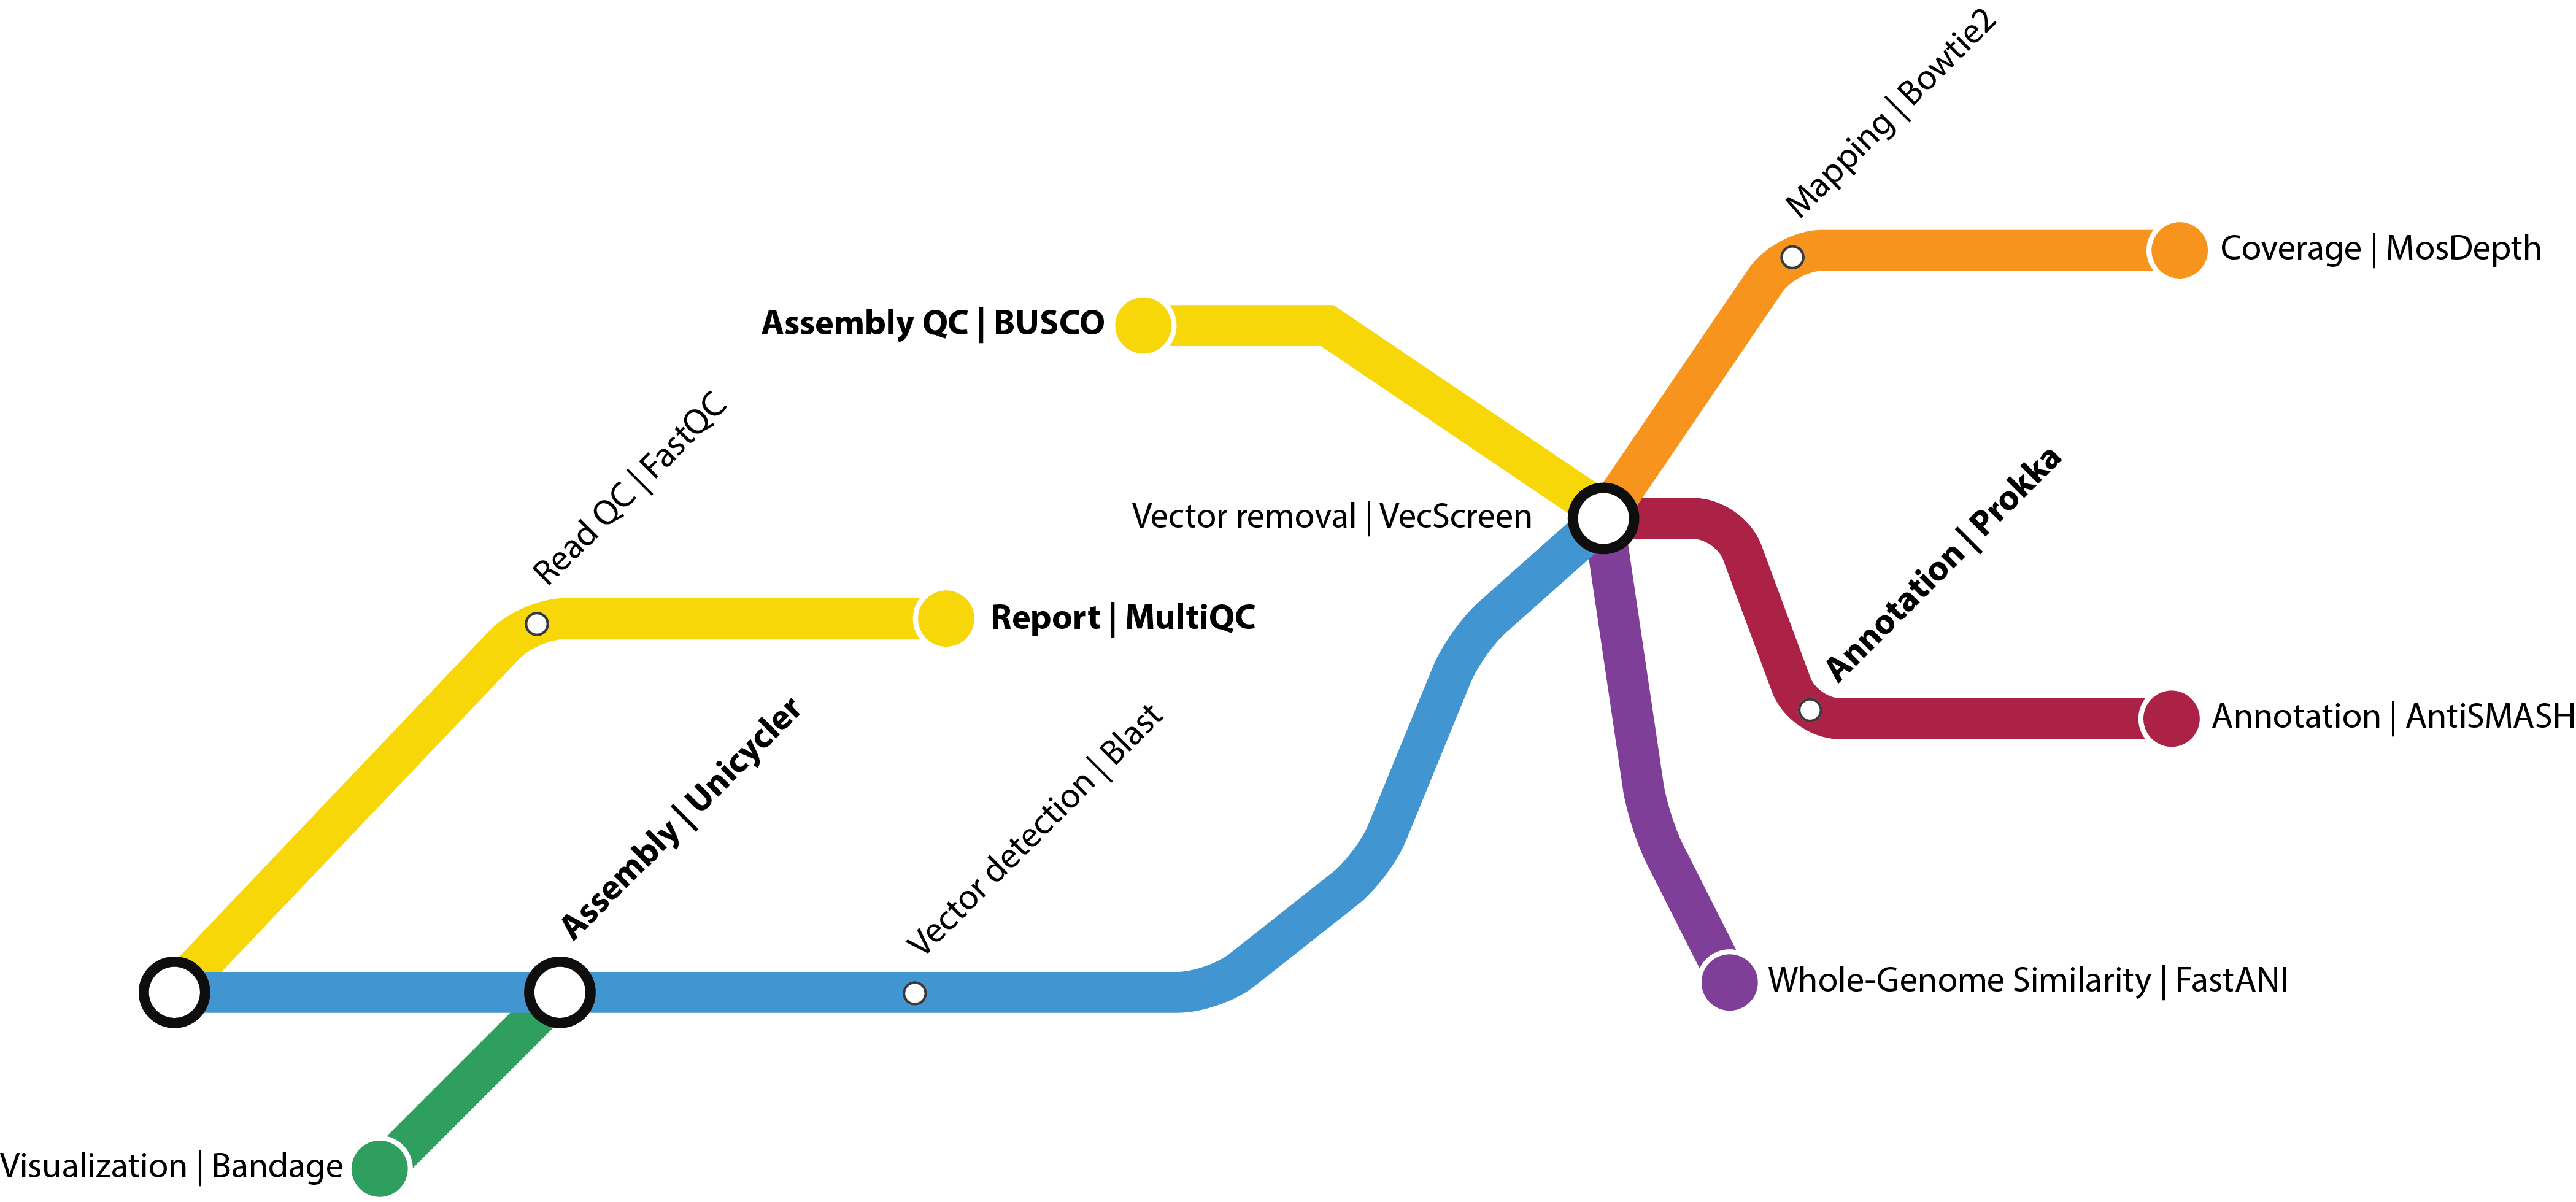 Mapping | Bowtie2
Coverage | MosDepth
Assembly QC | BUSCO
Read QC | FastQC
Vector removal | VecScreen
Annotation | Prokka
Report | MultiQC
Assembly | Unicycler
Vector detection | Blast
Annotation | AntiSMASH
Whole-Genome Similarity | FastANI
Visualization | Bandage